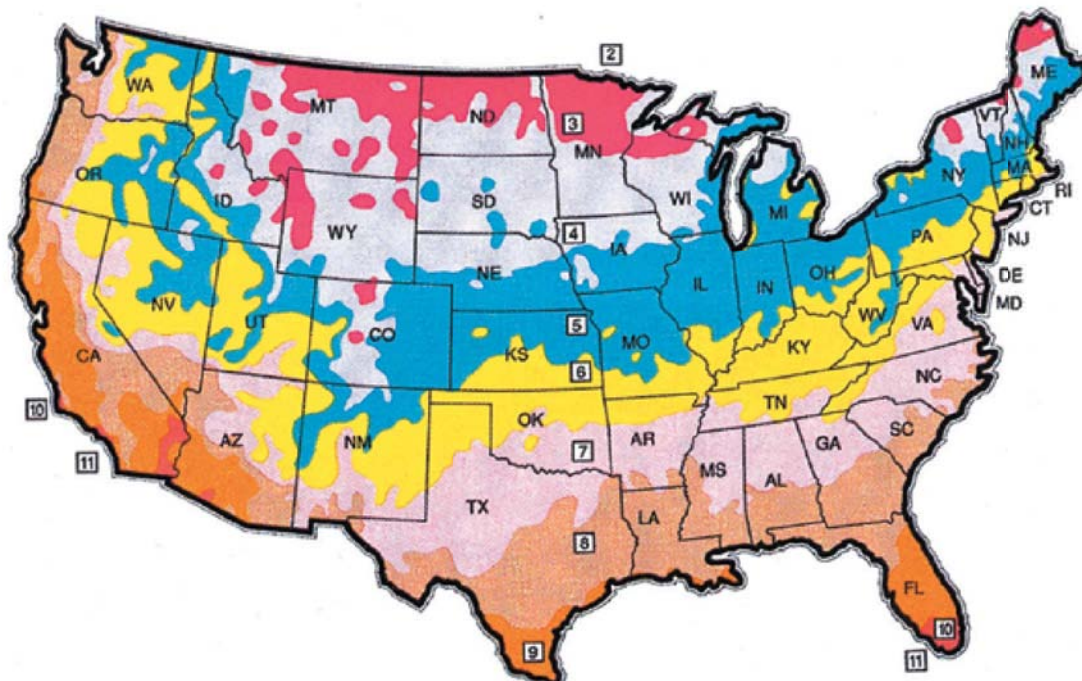 2
WA
MT
ND
3
MN
ME
VT
NH
MA
RI
CT
NY
OR
ID
WY
SD
WI
MI
4
IA
NE
PA
NJ
DE
MD
NV
UT
CO
IL
IN
OH
WV
VA
5
KS
MO
6
KY
CA
10
11
AZ
NM
OK
7
AR
TN
NC
SC
MS
AL
GA
TX
LA
8
FL
9
10
11